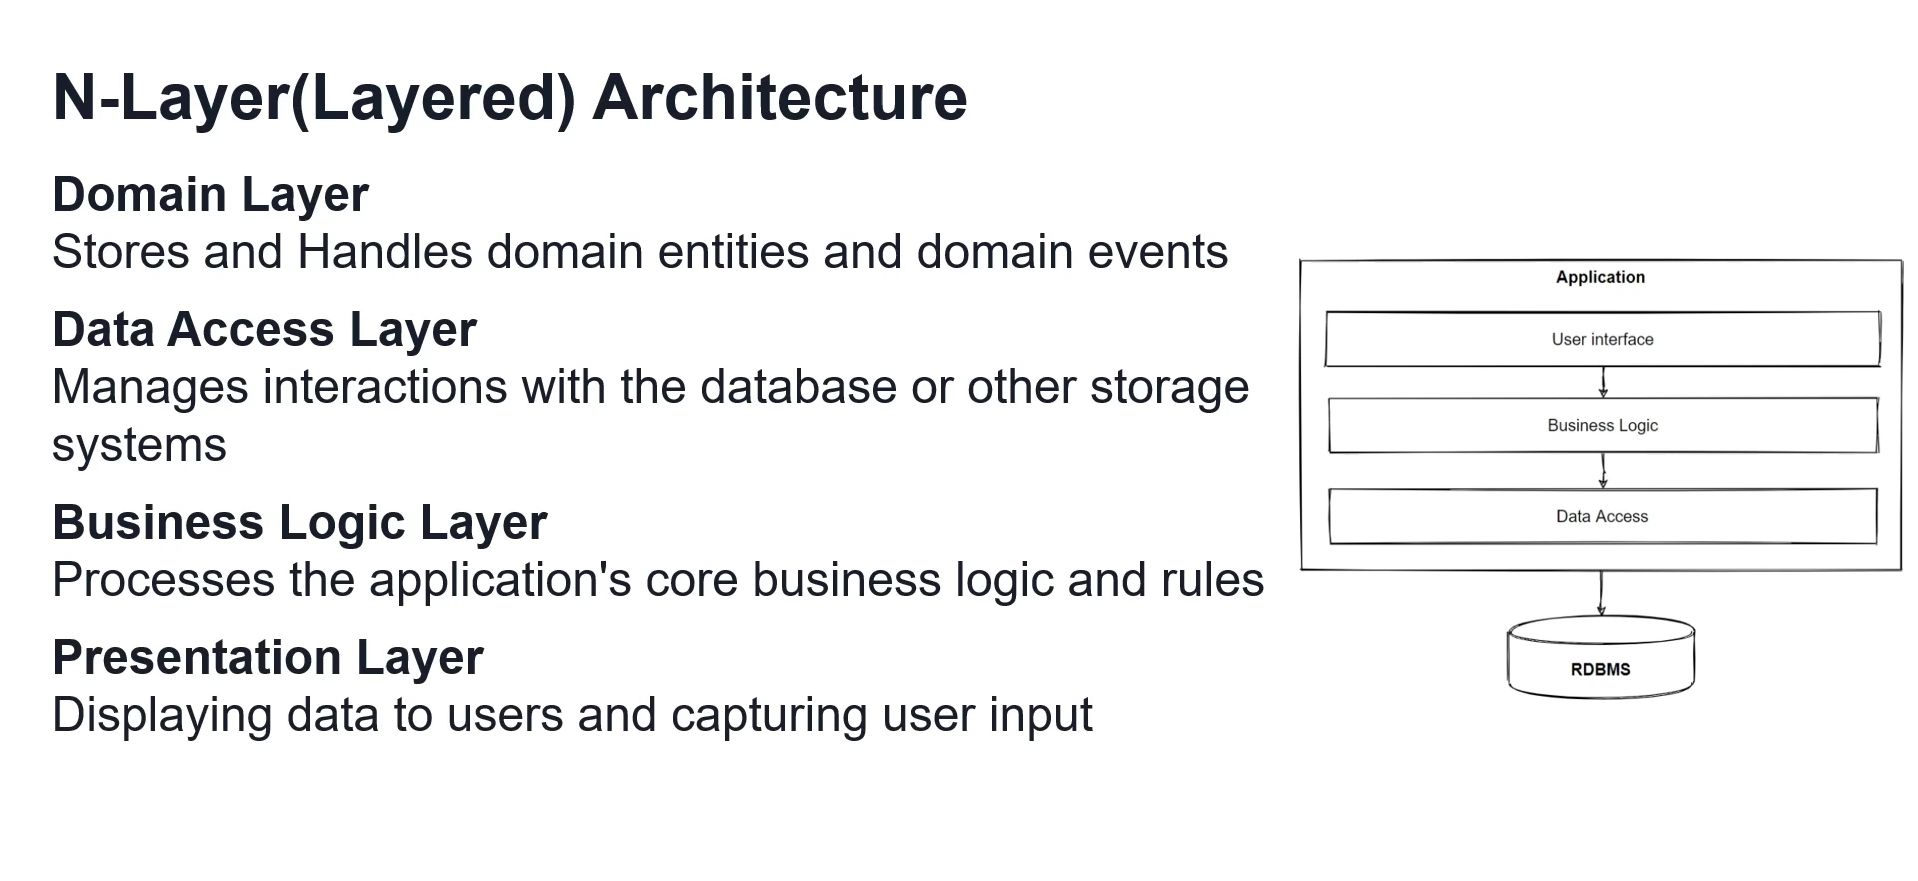 N-Layer(Layered) Architecture
Domain Layer
Stores and Handles domain entities and domain events
Data Access Layer
Manages interactions with the database or other storage
systems
Business Logic Layer
Processes the application's core business logic and rules
Presentation Layer
Displaying data to users and capturing user input
Application
User interface
Business Logic
Data Access
RDBMS